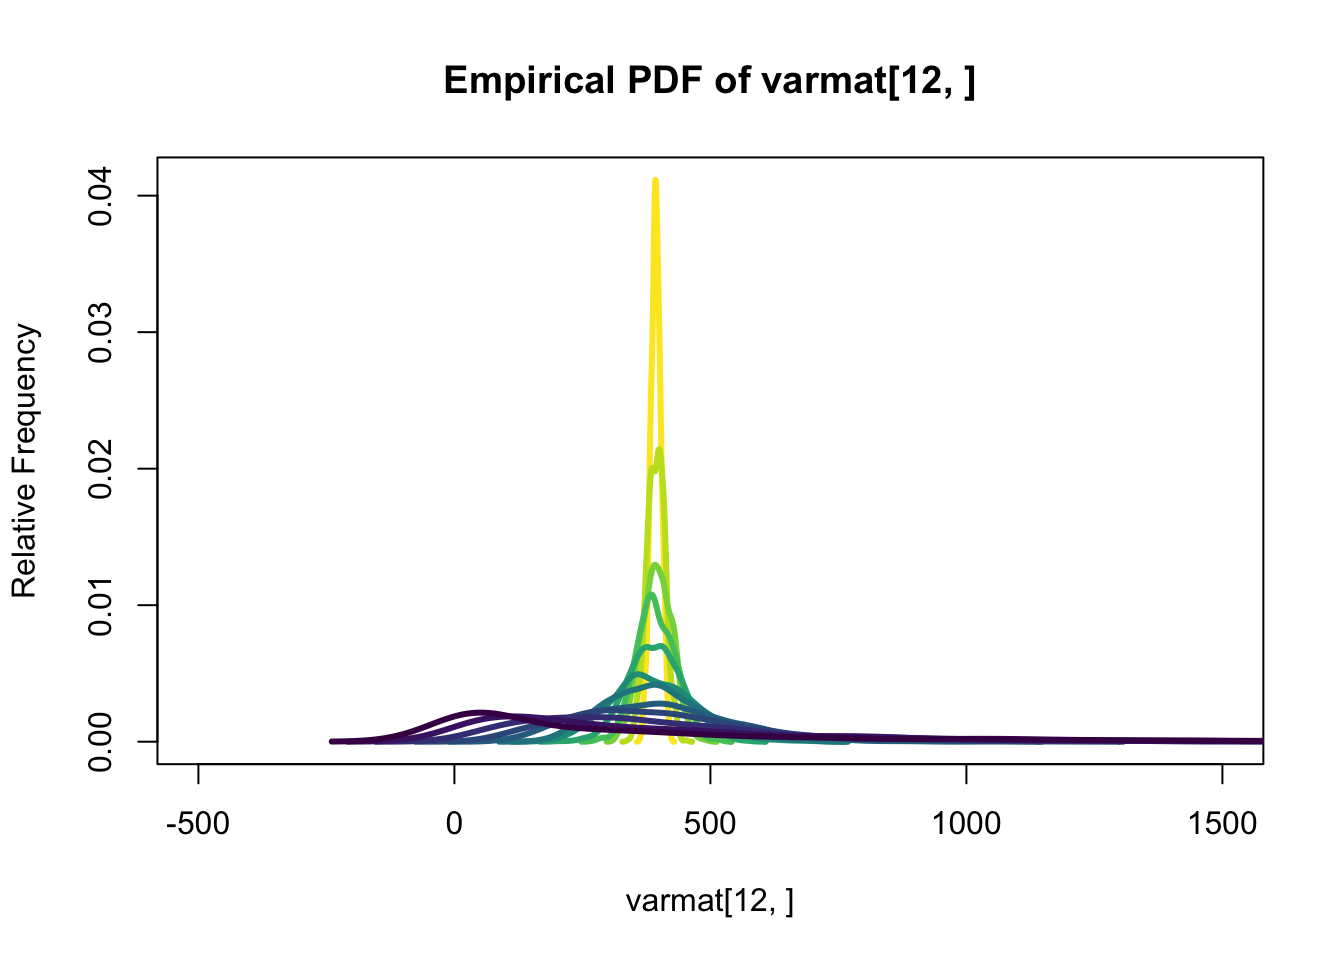 Empirical PDF of varmat[12, ]
Relative Frequency
0.04
0.03
0.02
0.01
0.00
-500 0 500 1000 1500
varmat[12, ]